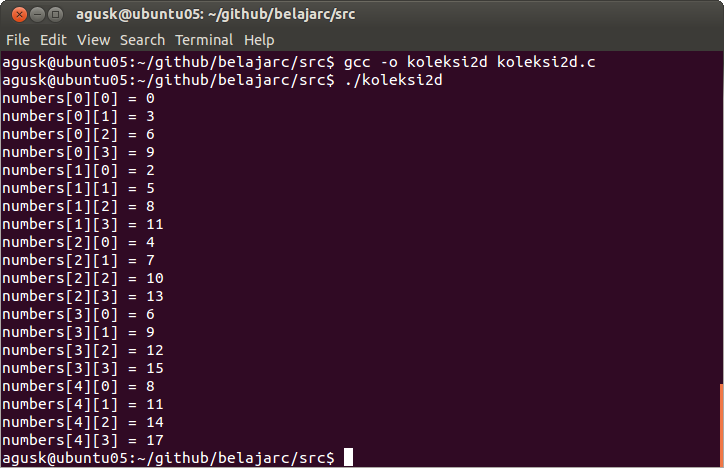 agusk@ubuntu05: ~/github/belajarc/src
File Edit View Search Terminal Help
agusk@ubuntu05:~/github/belajarc/src$ gcc -o koleksi2d koleksi2d.c
agusk@ubuntu05:~/github/belajarc/src$ ./koleksi2d
numbers[0][0] = 0
numbers[0][1] = 3
numbers[0][2] = 6
numbers[0][3] = 9
numbers[1][0] = 2
numbers[1][1] = 5
numbers[1][2] = 8
numbers[1][3] = 11
numbers[2][0] = 4
numbers[2][1] = 7
numbers[2][2] = 10
numbers[2][3] = 13
numbers[3][0] = 6
numbers[3][1] = 9
numbers[3][2] = 12
numbers[3][3] = 15
numbers[4][0] = 8
numbers[4][1] = 11
numbers[4][2] = 14
numbers[4][3] = 17
agusk@ubuntu05:~/github/belajarc/src$